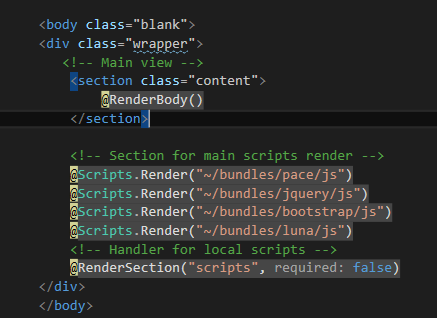 <body class="blank">
<div class="wrapper">
<!-- Main view -->
<section class="content">
@RenderBody()
</section>
<!-- Section for main scripts render -->
@Scripts.Render("~/bundles/pace/js")
@Scripts.Render("~/bundles/jquery/js")
@Scripts.Render("~/bundles/bootstrap/js")
@Scripts.Render("~/bundles/luna/js")
<!-- Handler for local scripts -->
@RenderSection("scripts", required: false)
</div>
</body>